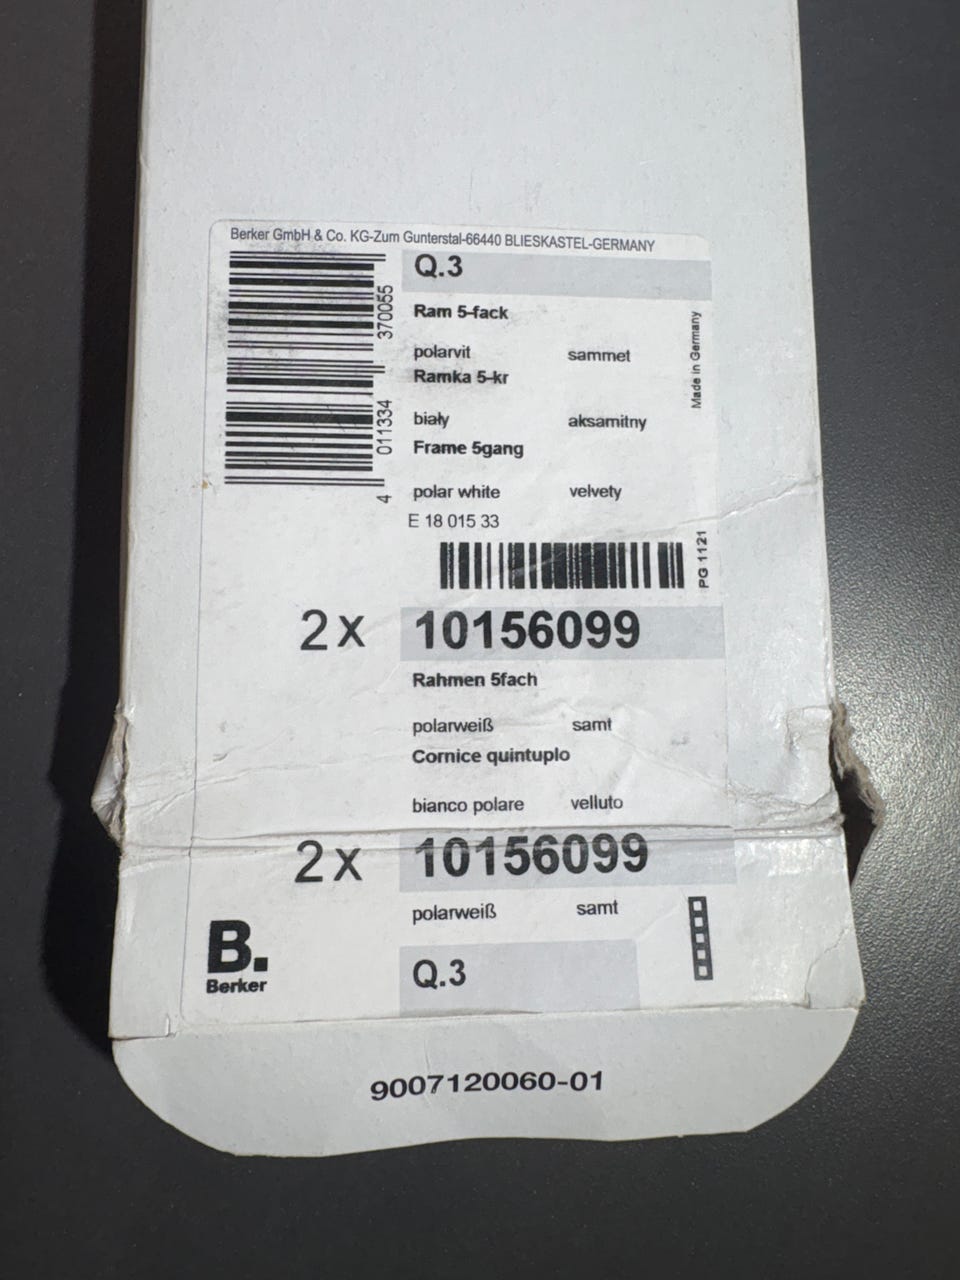 Berker GmbH & Co. KG-Zum Gunterstal-66440 BLIESKASTEL-GERMANY
Q.3
4 011334 370055
Ram 5-fack
polarvit sammet
Ramka 5-kr
biały aksamitny
Frame 5gang
polar white velvety
Made in Germany
E 18 015 33
PG 1121
2 x 10156099
Rahmen 5fach
polarweiß samt
Cornice quintuplo
bianco polare velluto
2 x 10156099
polarweiß samt
B.
Berker
Q.3
9007120060-01